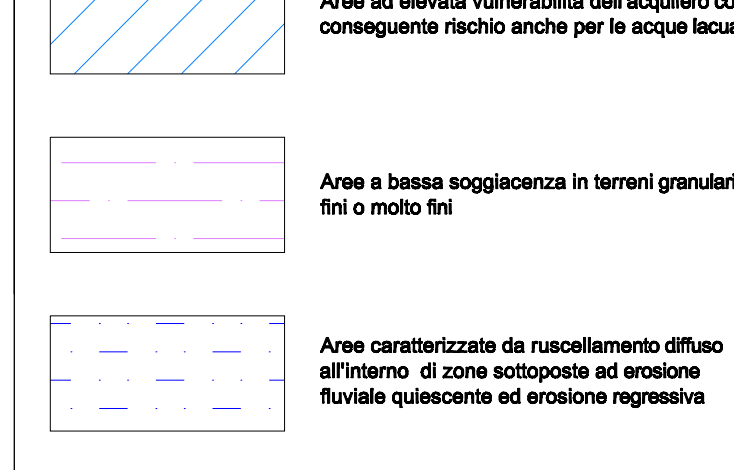 Aree ad elevata vulnerabilità dell'acquifero co
conseguente rischio anche per le acque lacua
Aree a bassa soggiacenza in terreni granulari
fini o molto fini
Aree caratterizzate da ruscellamento diffuso
all'interno  di zone sottoposte ad erosione
fluviale quiescente ed erosione regressiva